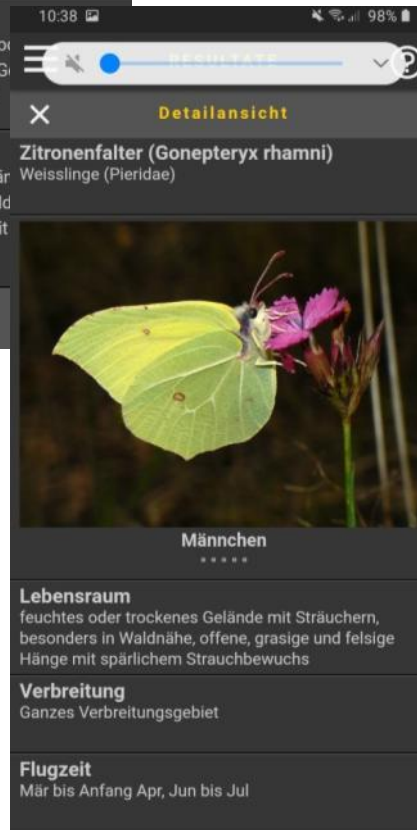 10:38
98%
RESULTATE
Detailansicht
Zitronenfalter (Gonepteryx rhamni)
Weisslinge (Pieridae)
Männchen
Lebensraum
feuchtes oder trockenes Gelände mit Sträuchern,
besonders in Waldnähe, offene, grasige und felsige
Hänge mit spärlichem Strauchbewuchs
Verbreitung
Ganzes Verbreitungsgebiet
Flugzeit
Mär bis Anfang Apr, Jun bis Jul